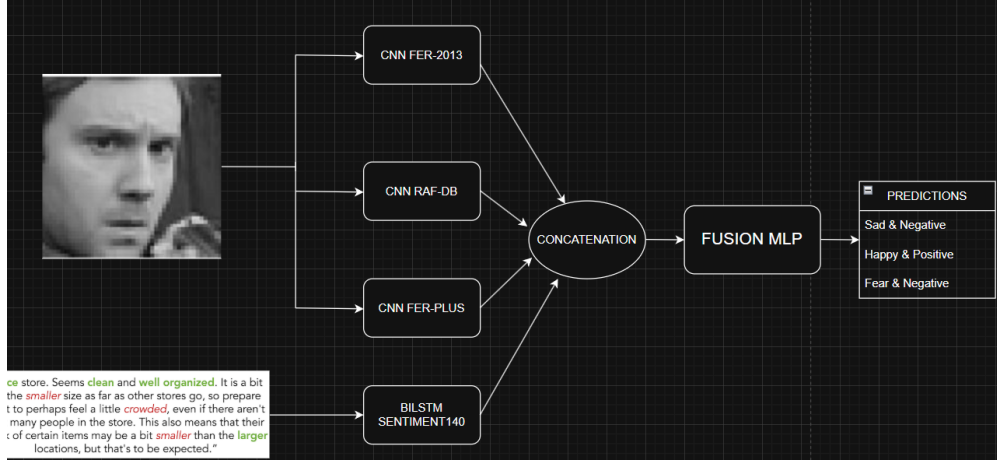 CNN FER-2013
CNN RAF-DB
CNN FER-PLUS
BILSTM
SENTIMENT140
CONCATENATION
FUSION MLP
PREDICTIONS
Sad & Negative
Happy & Positive
Fear & Negative
ce store. Seems clean and well organized. It is a bit
the smaller size as far as other stores go, so prepare
t to perhaps feel a little crowded, even if there aren't
many people in the store. This also means that their
of certain items may be a bit smaller than the larger
locations, but that's to be expected.”